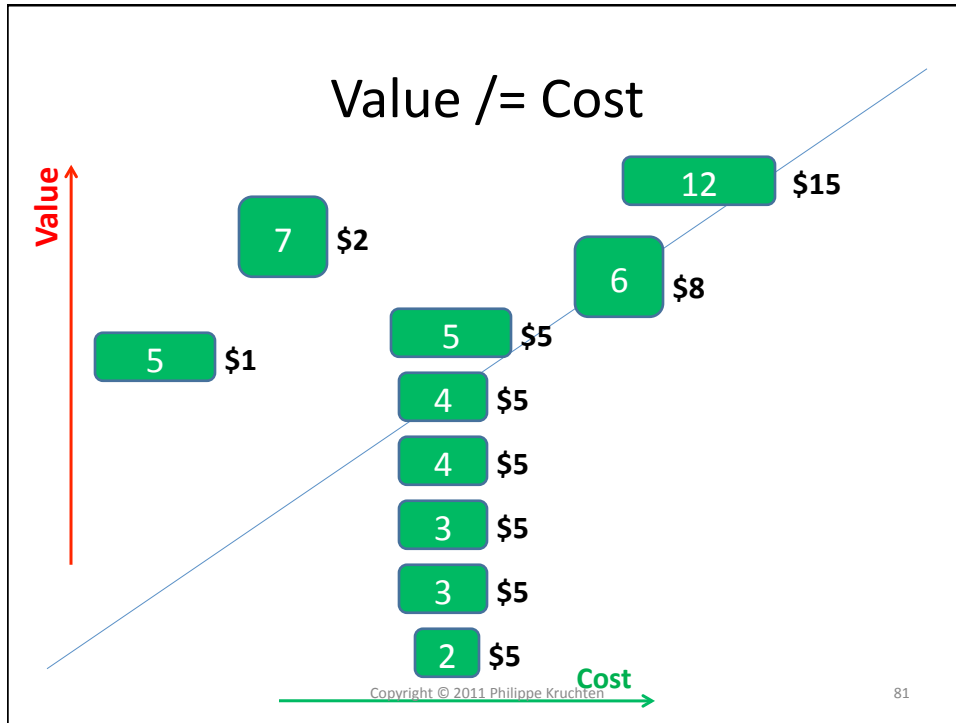 Value /= Cost
Value
12 $15
7 $2
6 $8
5 $5
5 $1
4 $5
4 $5
3 $5
3 $5
2 $5
Cost
Copyright © 2011 Philippe Kruchten
81